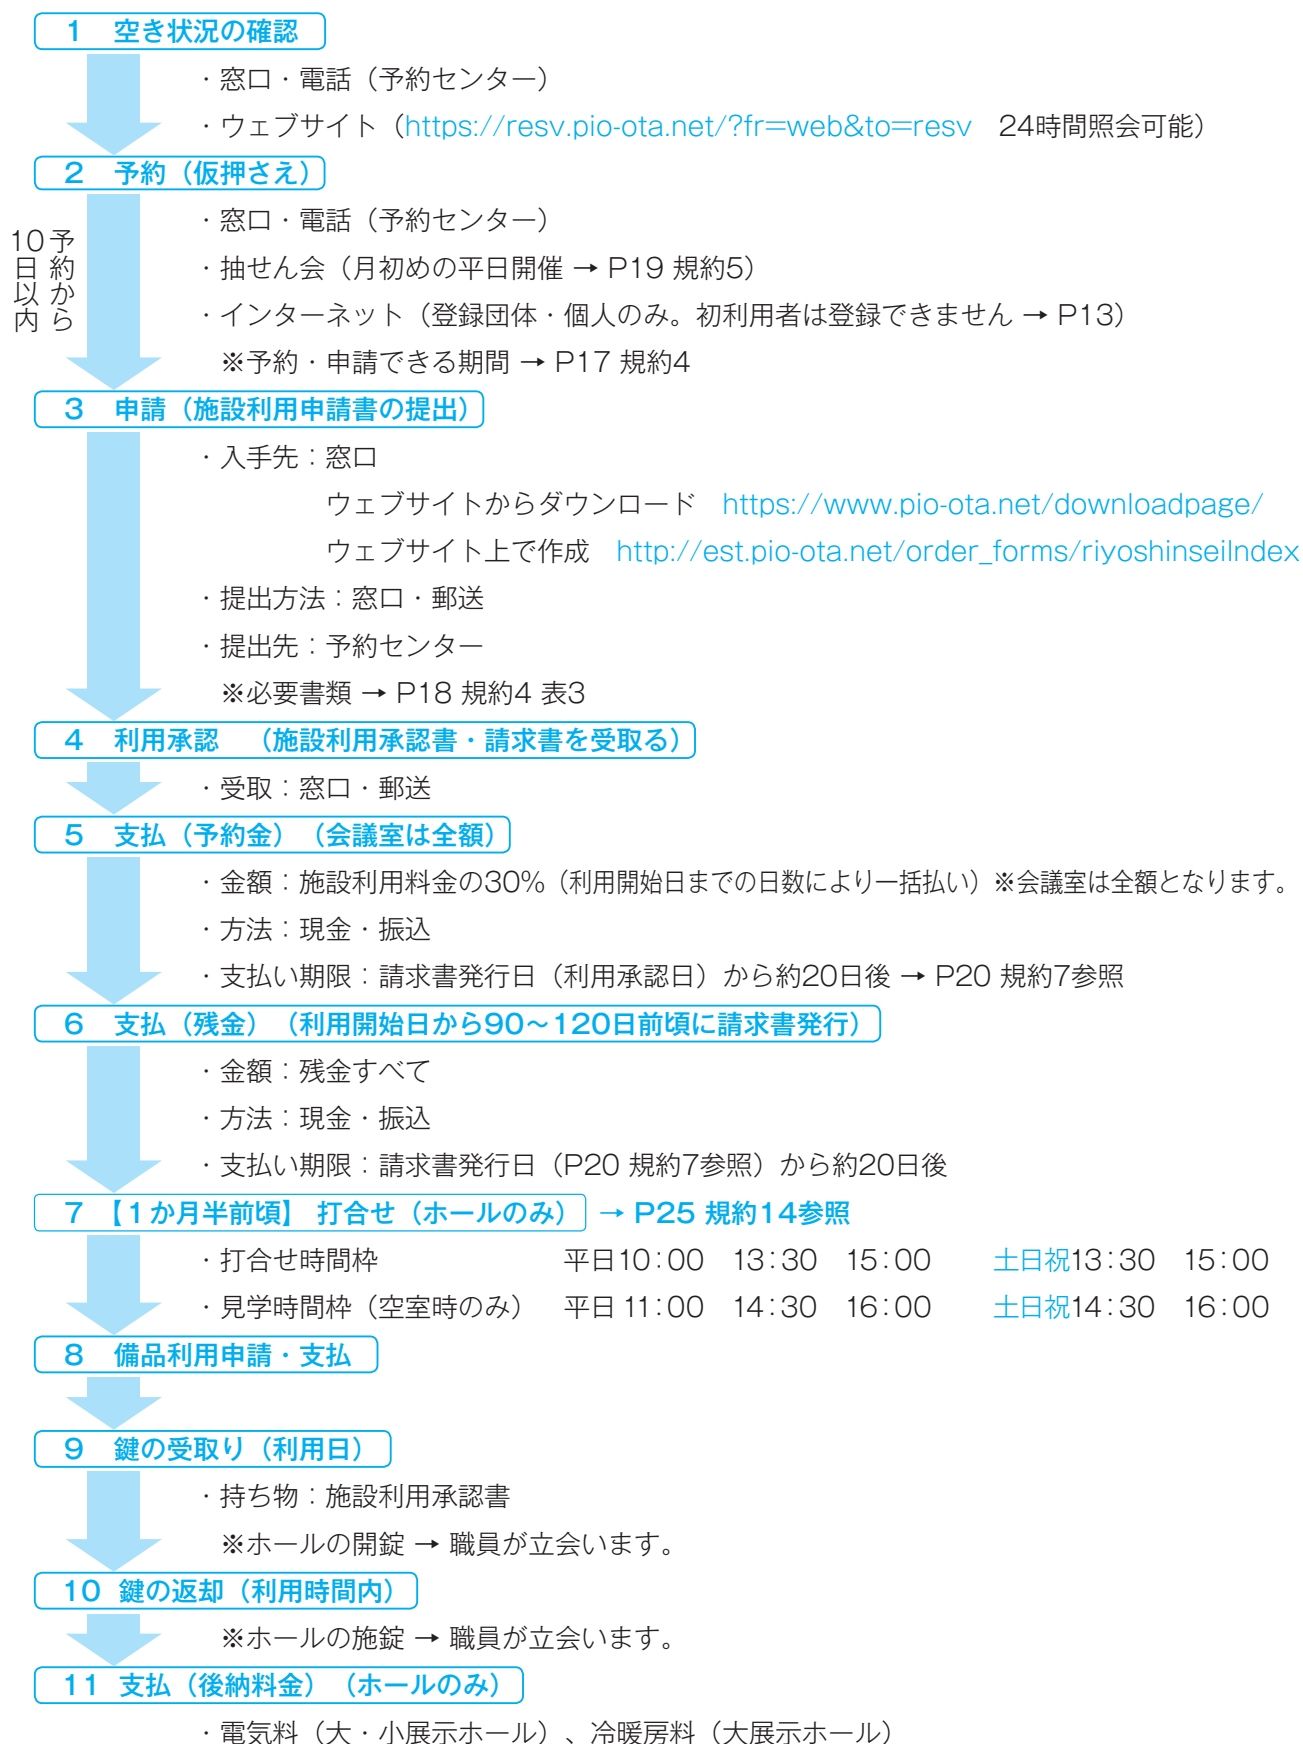 1 空き状況の確認
・窓口・電話（予約センター）
・ウェブサイト（https://resv.pio-ota.net/?fr=web&to=resv 24時間照会可能）
2 予約（仮押さえ）
予約から
10日以内
・窓口・電話（予約センター）
・抽せん会（月初めの平日開催 → P19 規約5）
・インターネット（登録団体・個人のみ。初利用者は登録できません → P13）
※予約・申請できる期間 → P17 規約4
3 申請（施設利用申請書の提出）
・入手先：窓口
ウェブサイトからダウンロード https://www.pio-ota.net/downloadpage/
ウェブサイト上で作成 http://est.pio-ota.net/order_forms/riyoshinseiIndex
・提出方法：窓口・郵送
・提出先：予約センター
※必要書類 → P18 規約4 表3
4 利用承認 （施設利用承認書・請求書を受取る）
・受取：窓口・郵送
5 支払（予約金）（会議室は全額）
・金額：施設利用料金の30%（利用開始日までの日数により一括払い）※会議室は全額となります。
・方法：現金・振込
・支払い期限：請求書発行日（利用承認日）から約20日後 → P20 規約7参照
6 支払（残金）（利用開始日から90～120日前頃に請求書発行）
・金額：残金すべて
・方法：現金・振込
・支払い期限：請求書発行日（P20 規約7参照）から約20日後
7 【1か月半前頃】 打合せ（ホールのみ） → P25 規約14参照
・打合せ時間枠 平日10：00 13：30 15：00 土日祝13：30 15：00
・見学時間枠（空室時のみ） 平日 11：00 14：30 16：00 土日祝14：30 16：00
8 備品利用申請・支払
9 鍵の受取り（利用日）
・持ち物：施設利用承認書
※ホールの開錠 → 職員が立会います。
10 鍵の返却（利用時間内）
※ホールの施錠 → 職員が立会います。
11 支払（後納料金）（ホールのみ）
・電気料（大・小展示ホール）、冷暖房料（大展示ホール）